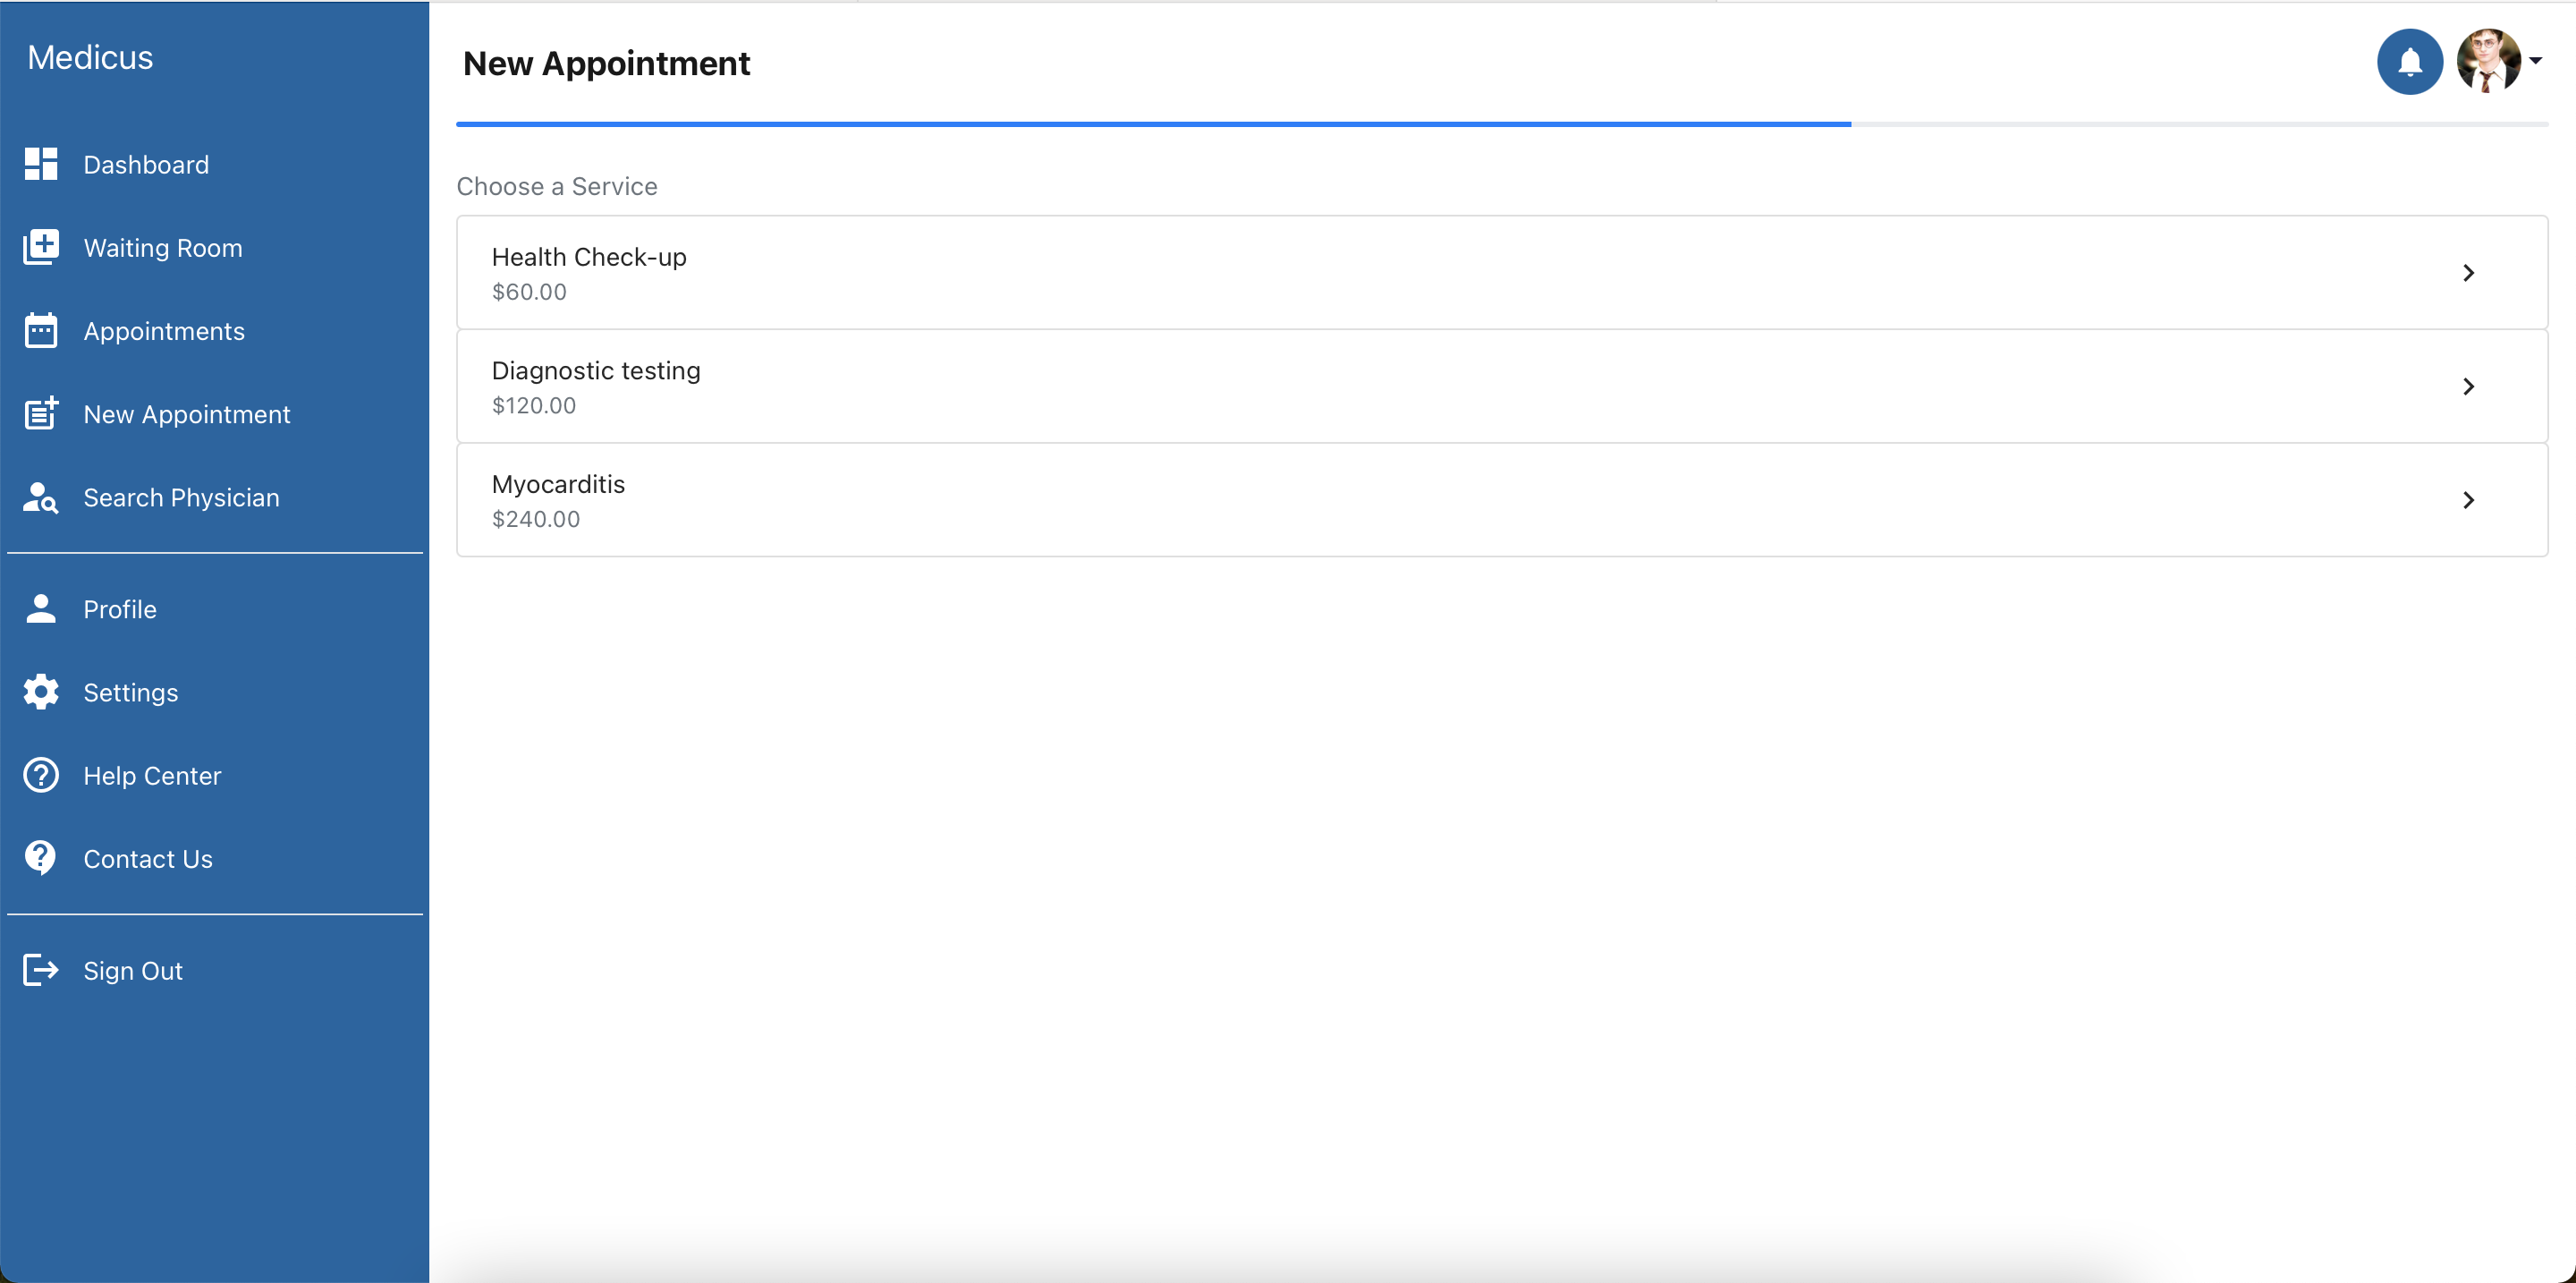 Medicus
Dashboard
Waiting Room
Appointments
New Appointment
Search Physician
Profile
Settings
Help Center
Contact Us
Sign Out
New Appointment
Choose a Service
Health Check-up
$60.00
Diagnostic testing
$120.00
Myocarditis
$240.00